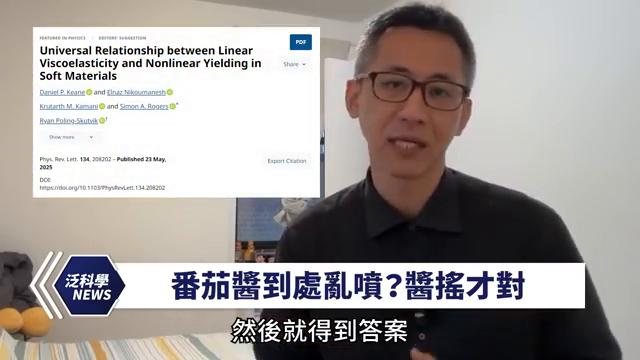 FEATURED IN PHYSICS EDITORS' SUGGESTION
PDF
Universal Relationship between Linear
Viscoelasticity and Nonlinear Yielding in
Soft Materials
Share
Daniel P. Keane and Elnaz Nikoumanesh
Krutarth M. Kamani and Simon A. Rogers*
Ryan Poling-Skutvik†
Show more
Phys. Rev. Lett. 134, 208202 – Published 23 May,
2025
Export Citation
DOI:
https://doi.org/10.1103/PhysRevLett.134.208202
泛科學
NEWS
番茄醬到處亂噴?醬搖才對
然後就得到答案